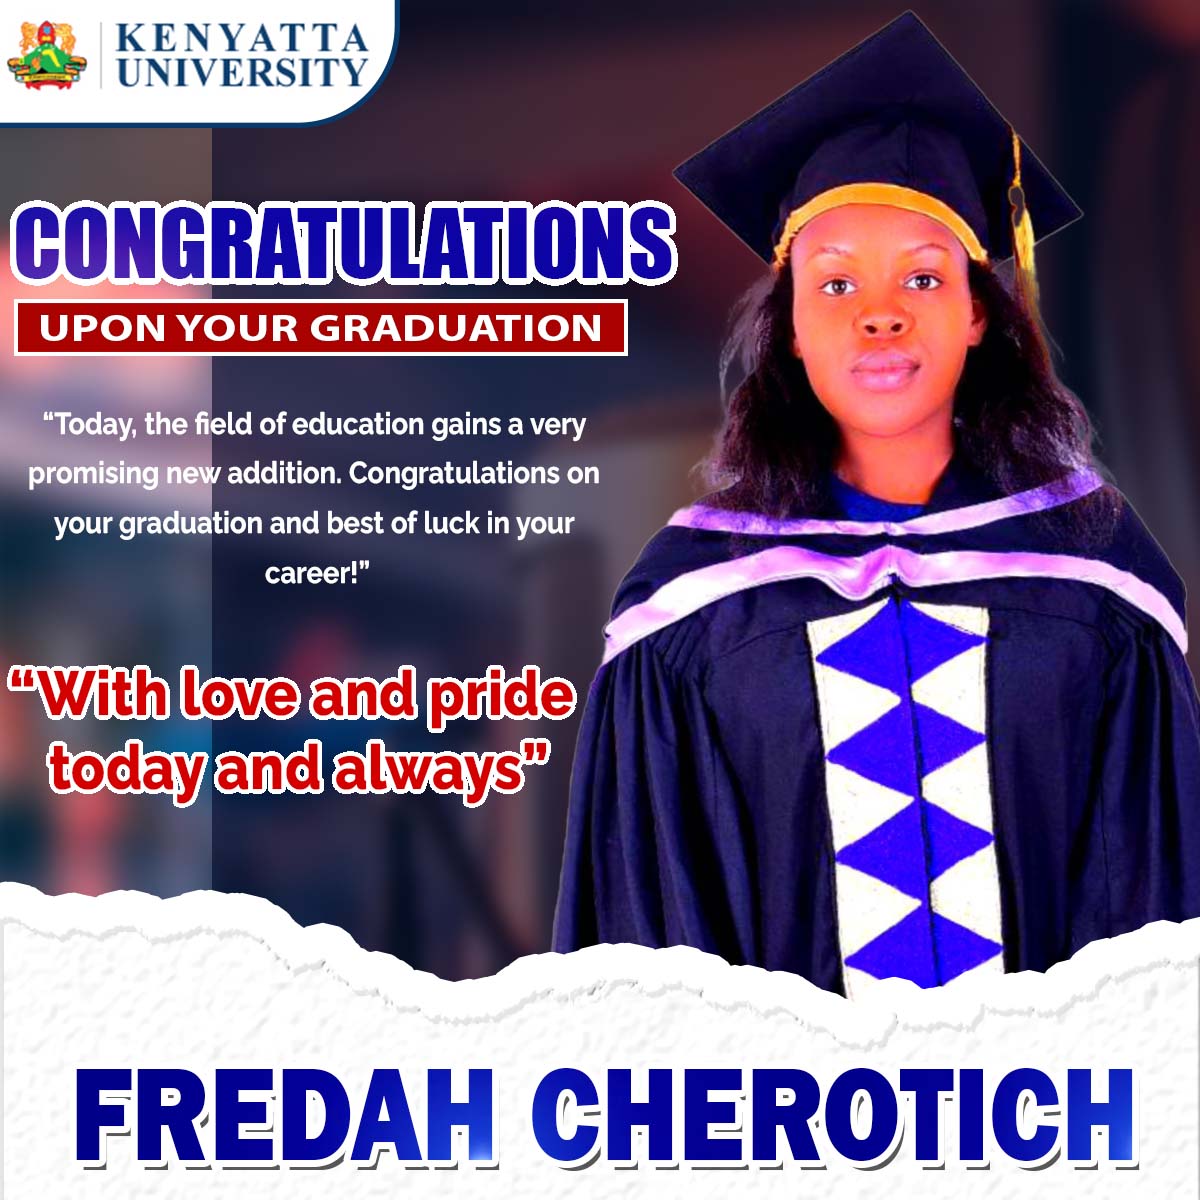 KENYATTA
UNIVERSITY
CONGRATULATIONS
UPON YOUR GRADUATION
“Today, the field of education gains a very
promising new addition. Congratulations on
your graduation and best of luck in your
career!”
“With love and pride
today and always”
FREDAH CHEROTICH